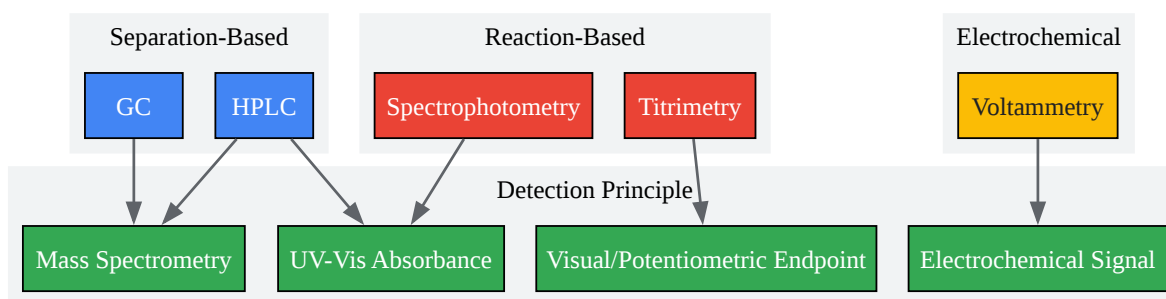 Separation-Based
Reaction-Based
Electrochemical
GC
HPLC
Spectrophotometry
Titrimetry
Voltammetry
Detection Principle
Mass Spectrometry
UV-Vis Absorbance
Visual/Potentiometric Endpoint
Electrochemical Signal